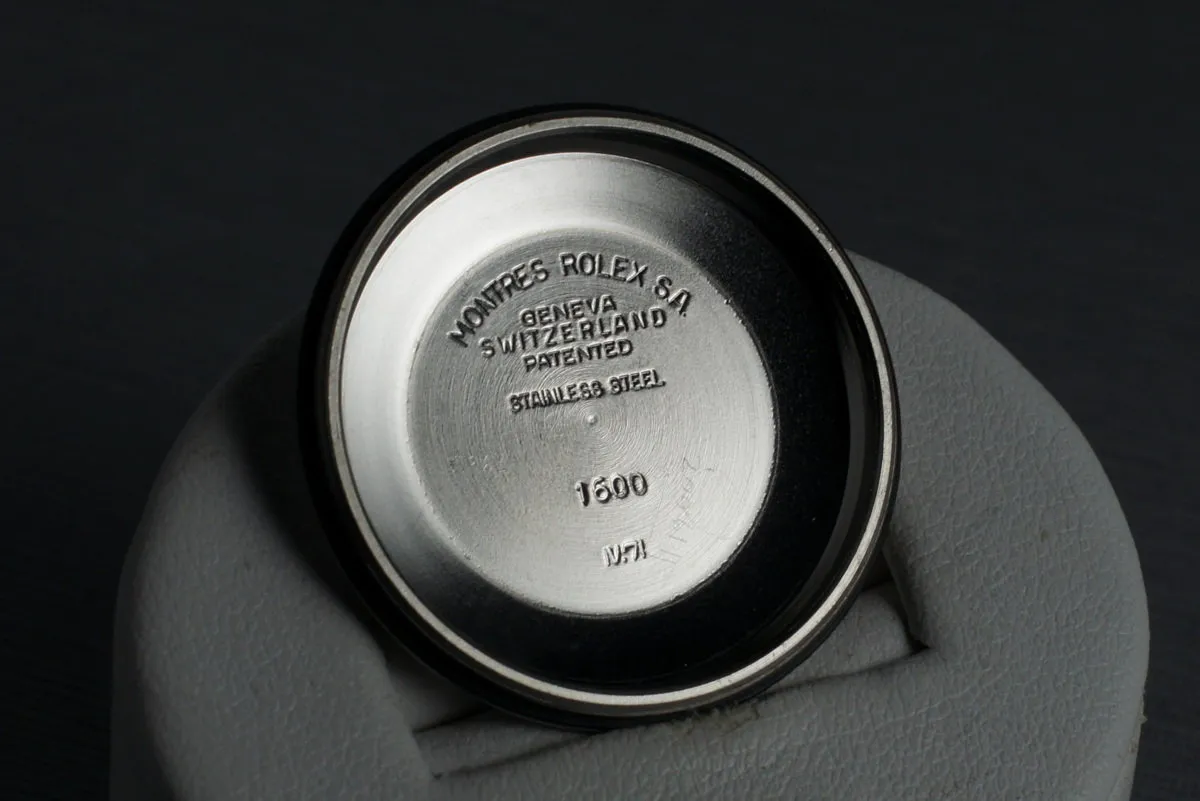 MONTRES ROLEX S.A.
GENEVA
SWITZERLAND
PATENTED
STAINLESS STEEL
1600
IV.71